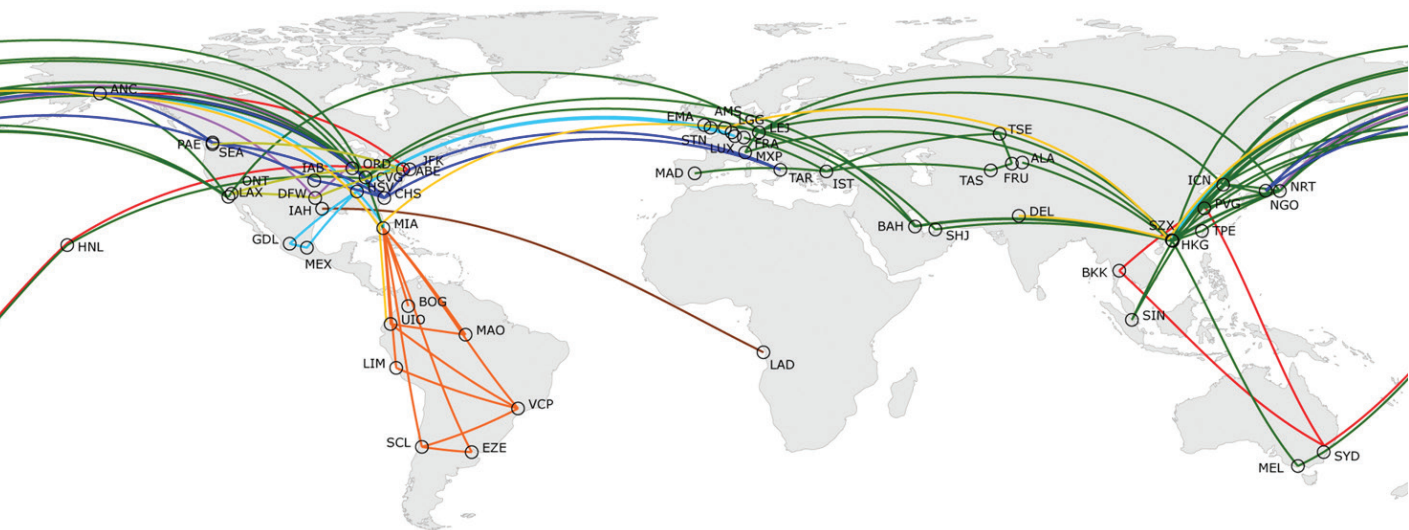 ANC
PAE
SEA
ONT
LAX
IAB
DFW
IAH
ORD
CVG
HSV
JFK
ABE
CHS
HNL
GDL
MEX
MIA
BOG
UIO
MAO
LIM
VCP
SCL
EZE
EMA
AMS
LGG
LEJ
STN
FRA
LUX
MXP
MAD
TAR
IST
LAD
TSE
ALA
TAS
FRU
BAH
SHJ
DEL
ICN
NRT
PVG
NGO
SZX
TPE
HKG
BKK
SIN
MEL
SYD